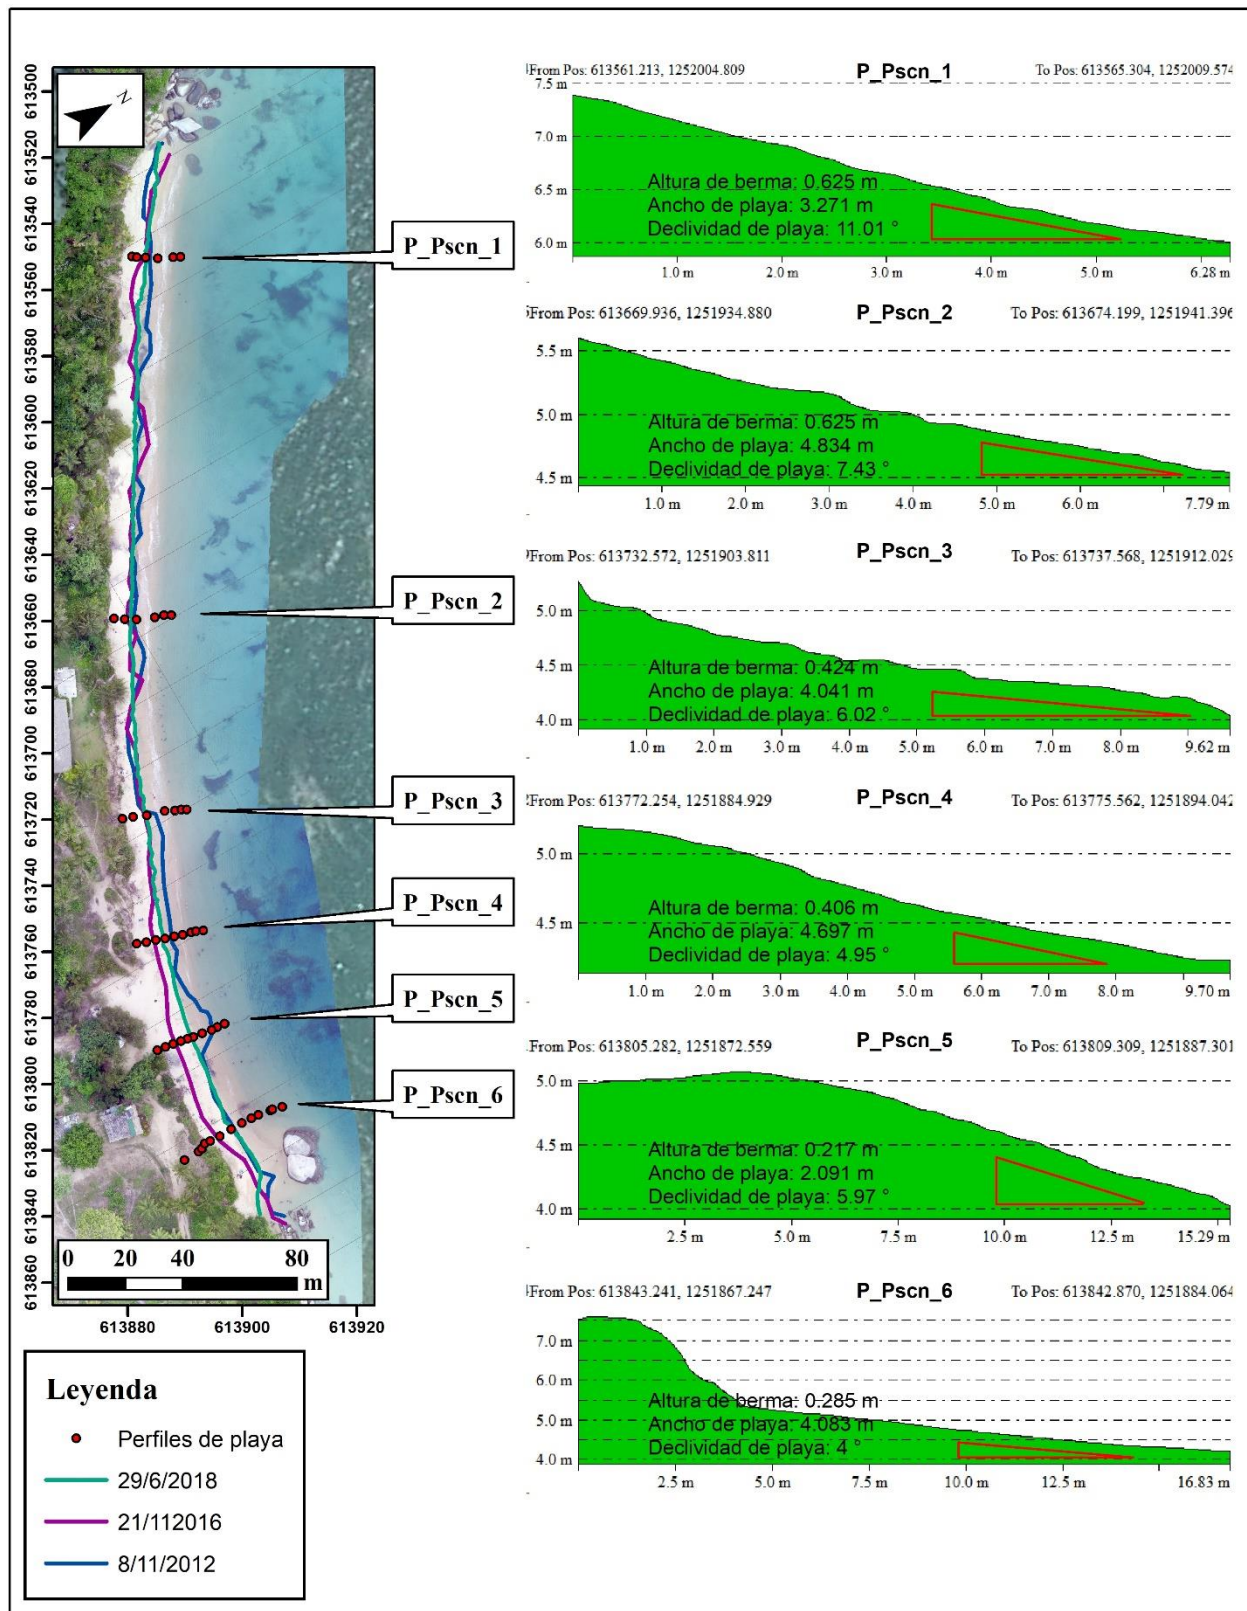 613500
613520
613540
613560
613580
613600
613620
613640
613660
613680
613700
613720
613740
613760
613780
613800
613820
613840
613860
N
P_Pscn_1
P_Pscn_2
P_Pscn_3
P_Pscn_4
P_Pscn_5
P_Pscn_6
0 20 40 80
m
613880 613900 613920
Leyenda
Perfiles de playa
29/6/2018
21/112016
8/11/2012
From Pos: 613561.213, 1252004.809 P_Pscn_1 To Pos: 613565.304, 1252009.574
7.5 m
7.0 m
6.5 m
6.0 m
Altura de berma: 0.625 m
Ancho de playa: 3.271 m
Declividad de playa: 11.01 °
1.0 m 2.0 m 3.0 m 4.0 m 5.0 m 6.28 m
From Pos: 613669.936, 1251934.880 P_Pscn_2 To Pos: 613674.199, 1251941.396
5.5 m
5.0 m
4.5 m
Altura de berma: 0.625 m
Ancho de playa: 4.834 m
Declividad de playa: 7.43 °
1.0 m 2.0 m 3.0 m 4.0 m 5.0 m 6.0 m 7.79 m
From Pos: 613732.572, 1251903.811 P_Pscn_3 To Pos: 613737.568, 1251912.029
5.0 m
4.5 m
4.0 m
Altura de berma: 0.424 m
Ancho de playa: 4.041 m
Declividad de playa: 6.02 °
1.0 m 2.0 m 3.0 m 4.0 m 5.0 m 6.0 m 7.0 m 8.0 m 9.62 m
From Pos: 613772.254, 1251884.929 P_Pscn_4 To Pos: 613775.562, 1251894.042
5.0 m
4.5 m
Altura de berma: 0.406 m
Ancho de playa: 4.697 m
Declividad de playa: 4.95 °
1.0 m 2.0 m 3.0 m 4.0 m 5.0 m 6.0 m 7.0 m 8.0 m 9.70 m
From Pos: 613805.282, 1251872.559 P_Pscn_5 To Pos: 613809.309, 1251887.301
5.0 m
4.5 m
4.0 m
Altura de berma: 0.217 m
Ancho de playa: 2.091 m
Declividad de playa: 5.97 °
2.5 m 5.0 m 7.5 m 10.0 m 12.5 m 15.29 m
From Pos: 613843.241, 1251867.247 P_Pscn_6 To Pos: 613842.870, 1251884.064
7.0 m
6.0 m
5.0 m
4.0 m
Altura de berma: 0.285 m
Ancho de playa: 4.083 m
Declividad de playa: 4 °
2.5 m 5.0 m 7.5 m 10.0 m 12.5 m 16.83 m